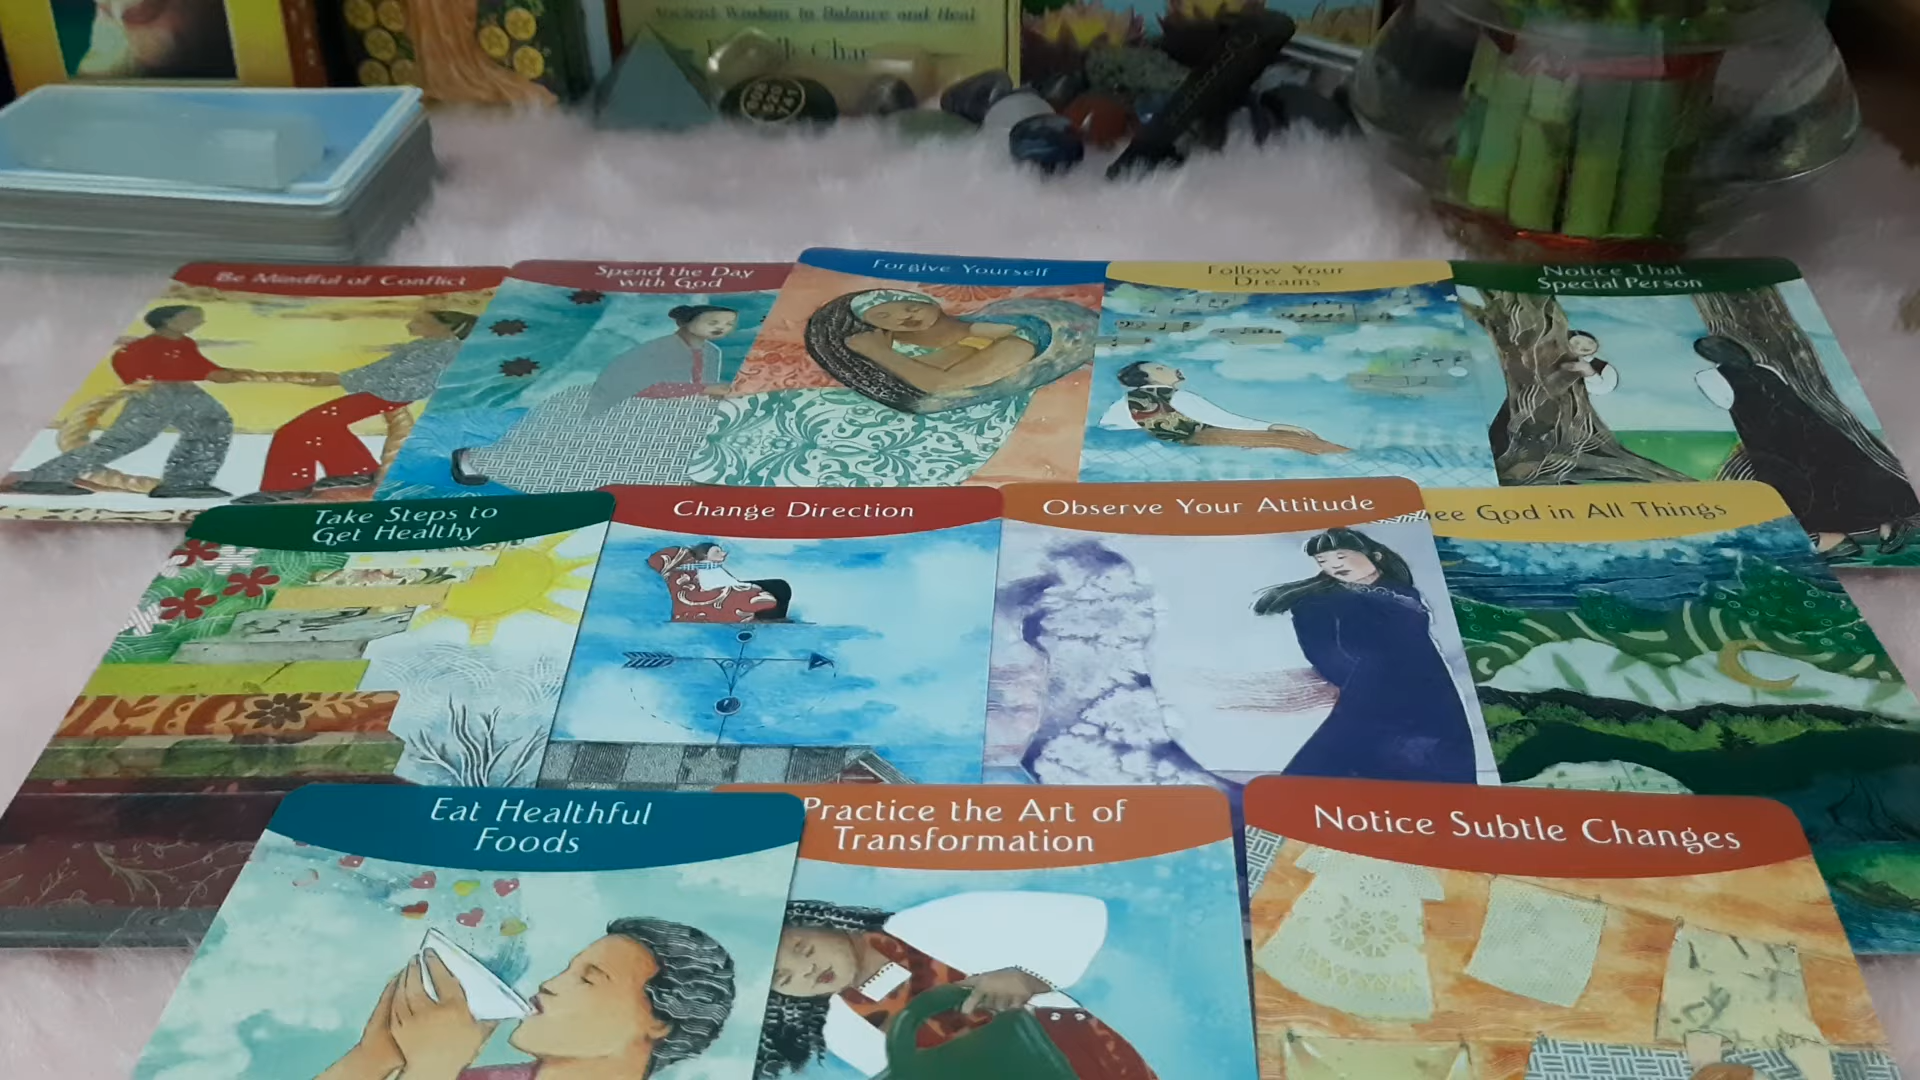 Ancient Wisdom to Balance and Heal
Be Mindful of Conflict
Spend the Day
with God
Forgive Yourself
Follow Your
Dreams
Notice That
Special Person
Take Steps to
Get Healthy
Change Direction
Observe Your Attitude
God in All Things
Eat Healthful
Foods
Practice the Art of
Transformation
Notice Subtle Changes